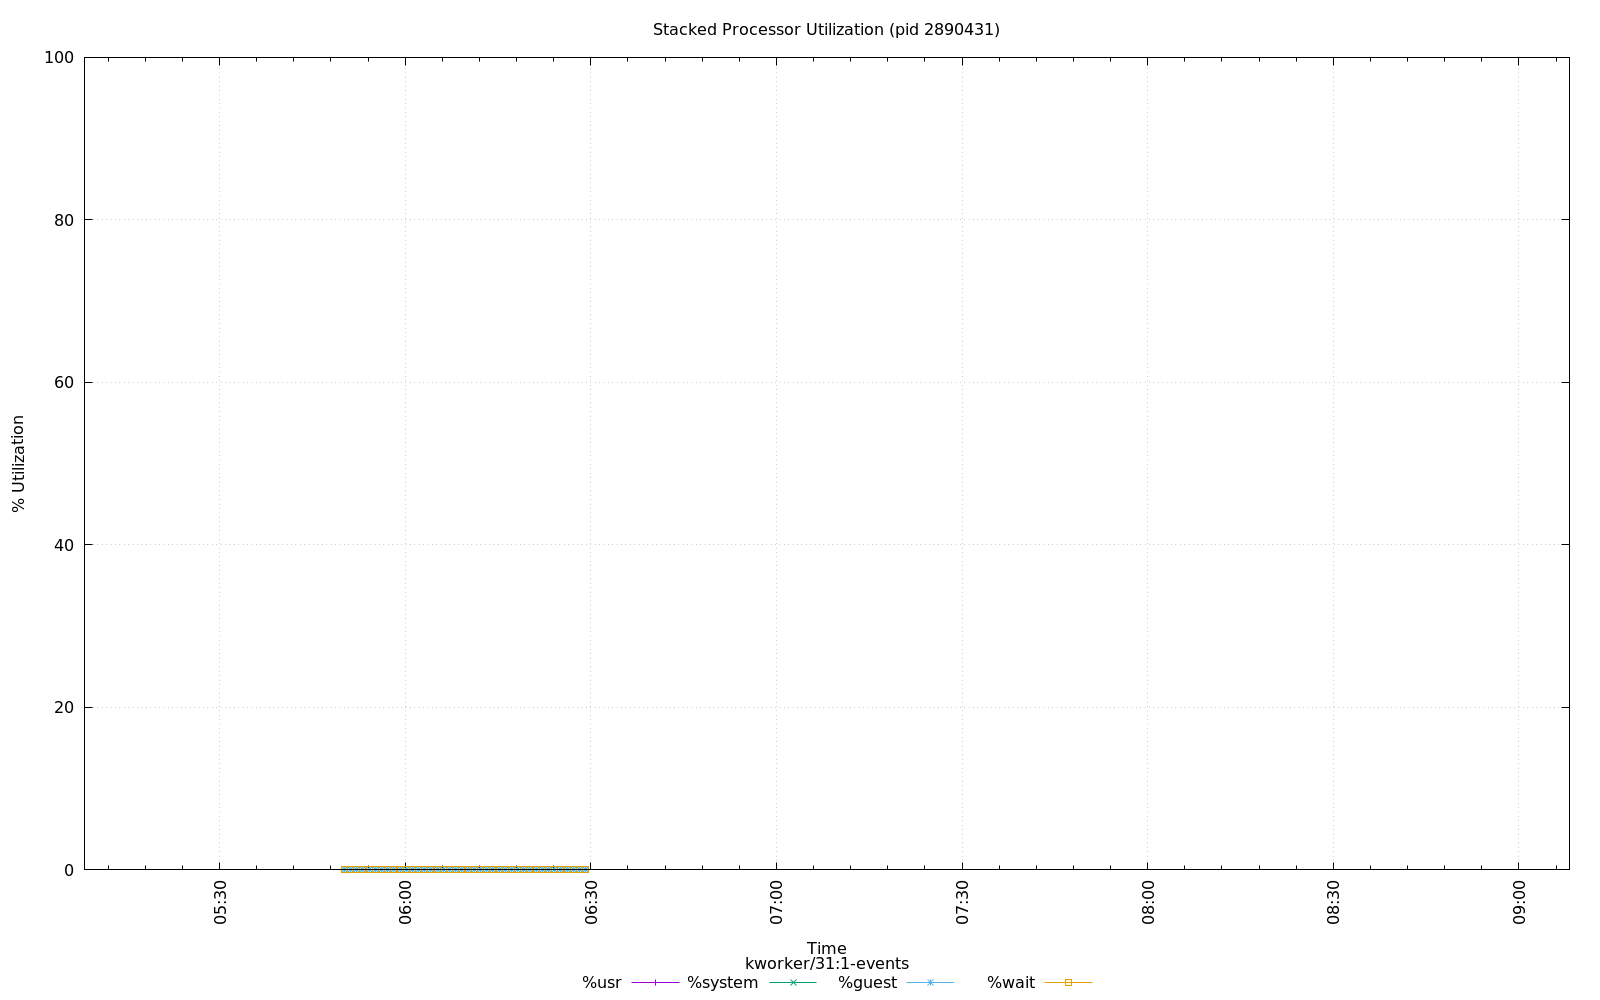 Stacked Processor Utilization (pid 2890431)
100
80
60
40
20
0
% Utilization
05:30
06:00
06:30
07:00
07:30
08:00
08:30
09:00
Time
kworker/31:1-events
%usr %system %guest %wait